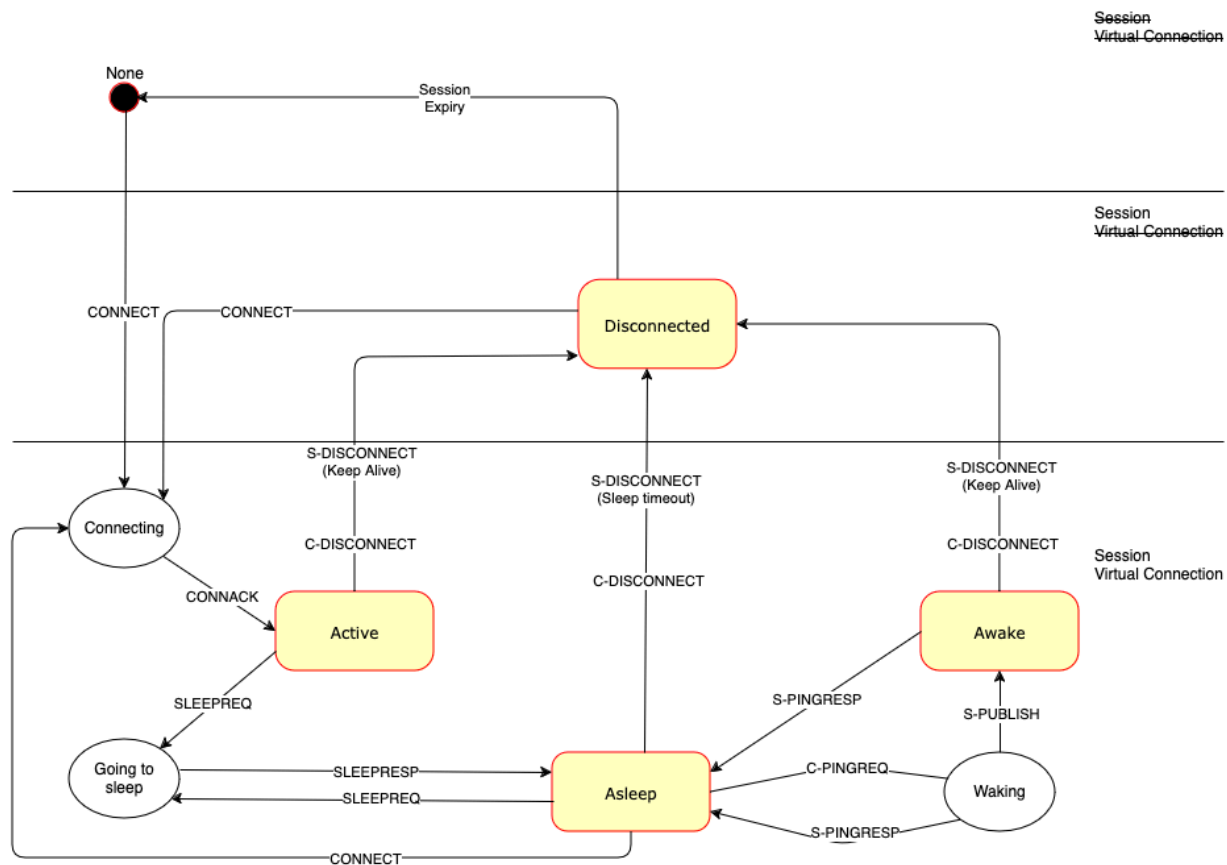 Session
Virtual Connection
None
Session
Expiry
Session
Virtual Connection
CONNECT
CONNECT
Disconnected
S-DISCONNECT
(Keep Alive)
S-DISCONNECT
(Sleep timeout)
S-DISCONNECT
(Keep Alive)
Connecting
C-DISCONNECT
C-DISCONNECT
C-DISCONNECT
Session
Virtual Connection
CONNACK
Active
Awake
SLEEPREQ
S-PINGRESP
S-PUBLISH
Going to
sleep
SLEEPRESP
SLEEPREQ
Asleep
C-PINGREQ
Waking
S-PINGRESP
CONNECT